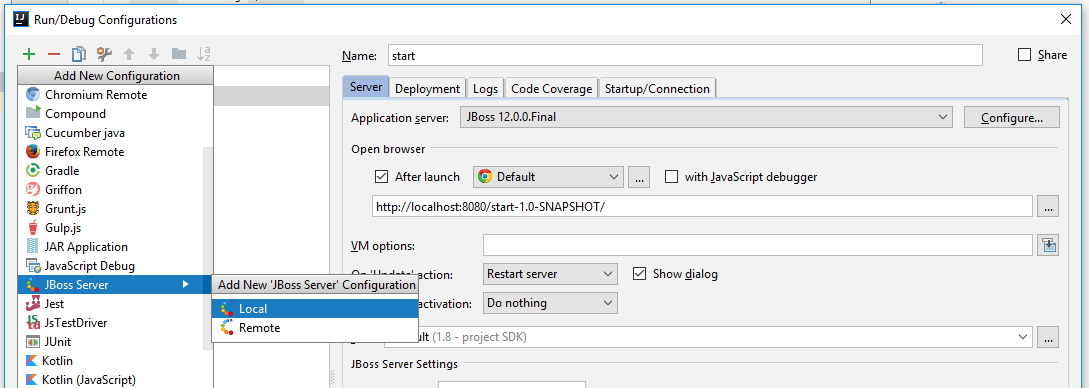 Run/Debug Configurations
Name: start Share
Add New Configuration
Chromium Remote
Compound
Cucumber java
Firefox Remote
Gradle
Griffon
Grunt.js
Gulp.js
JAR Application
JavaScript Debug
JBoss Server
Jest
JsTestDriver
JUnit
Kotlin
Kotlin (JavaScript)
Add New 'JBoss Server' Configuration
Local
Remote
Server Deployment Logs Code Coverage Startup/Connection
Application server: JBoss 12.0.0.Final Configure...
Open browser
After launch Default ... with JavaScript debugger
http://localhost:8080/start-1.0-SNAPSHOT/ ...
VM options:
On 'Update' action: Restart server Show dialog
activation: Do nothing
ult (1.8 - project SDK) ...
JBoss Server Settings